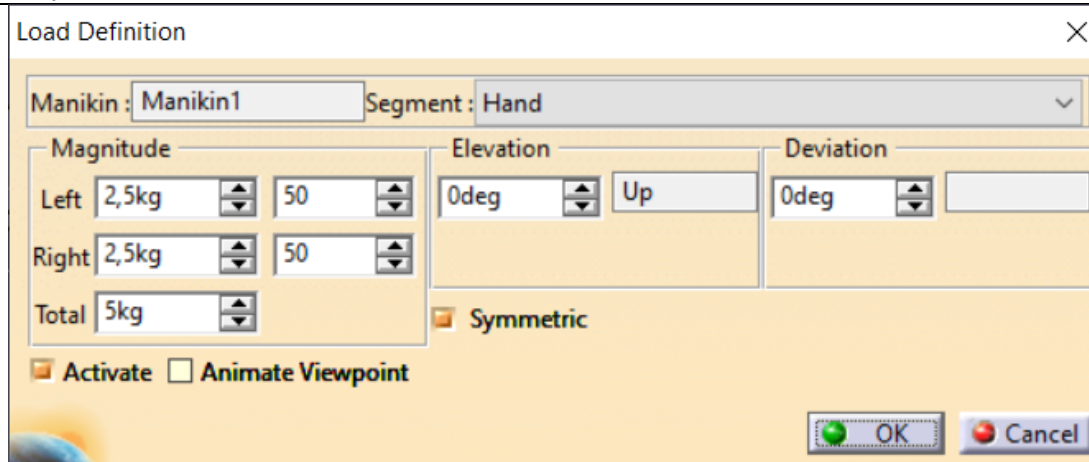 Load Definition
Manikin : Manikin1 Segment : Hand
Magnitude Elevation Deviation
Left 2,5kg 50 0deg Up 0deg
Right 2,5kg 50
Total 5kg Symmetric
Activate Animate Viewpoint
OK Cancel